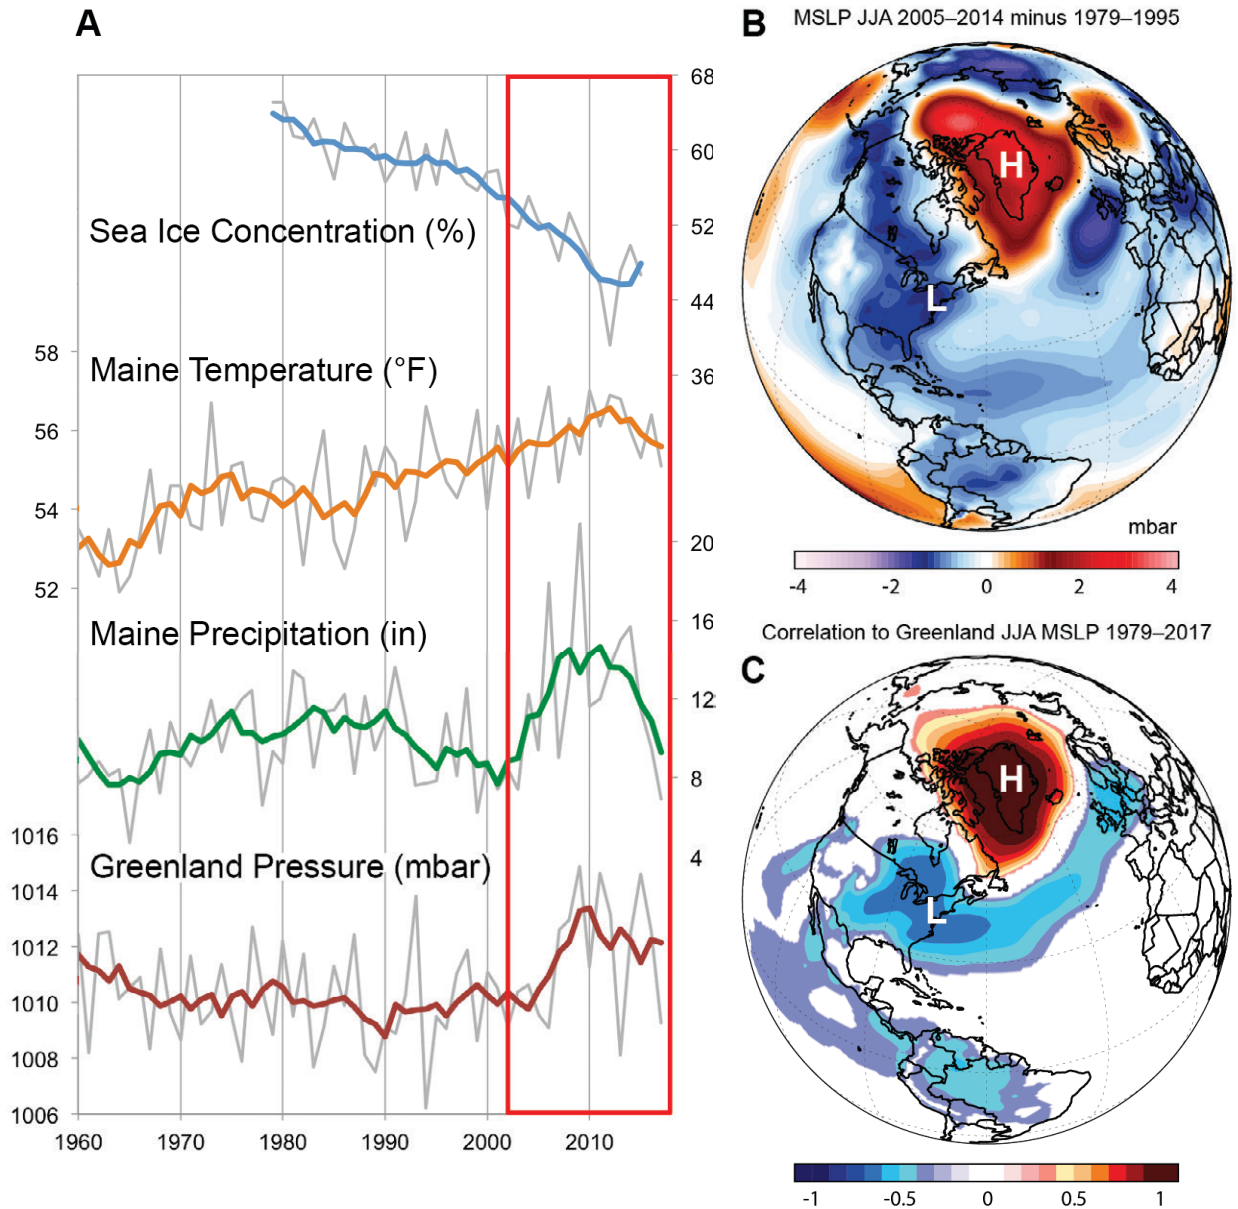 A
68
60
Sea Ice Concentration (%)
52
44
58
Maine Temperature (°F)
36
56
54
20
52
Maine Precipitation (in)
16
12
8
1016
Greenland Pressure (mbar)
4
1014
1012
1010
1008
1006
1960 1970 1980 1990 2000 2010
B
MSLP JJA 2005–2014 minus 1979–1995
H
L
mbar
-4 -2 0 2 4
Correlation to Greenland JJA MSLP 1979–2017
C
H
L
-1 -0.5 0 0.5 1